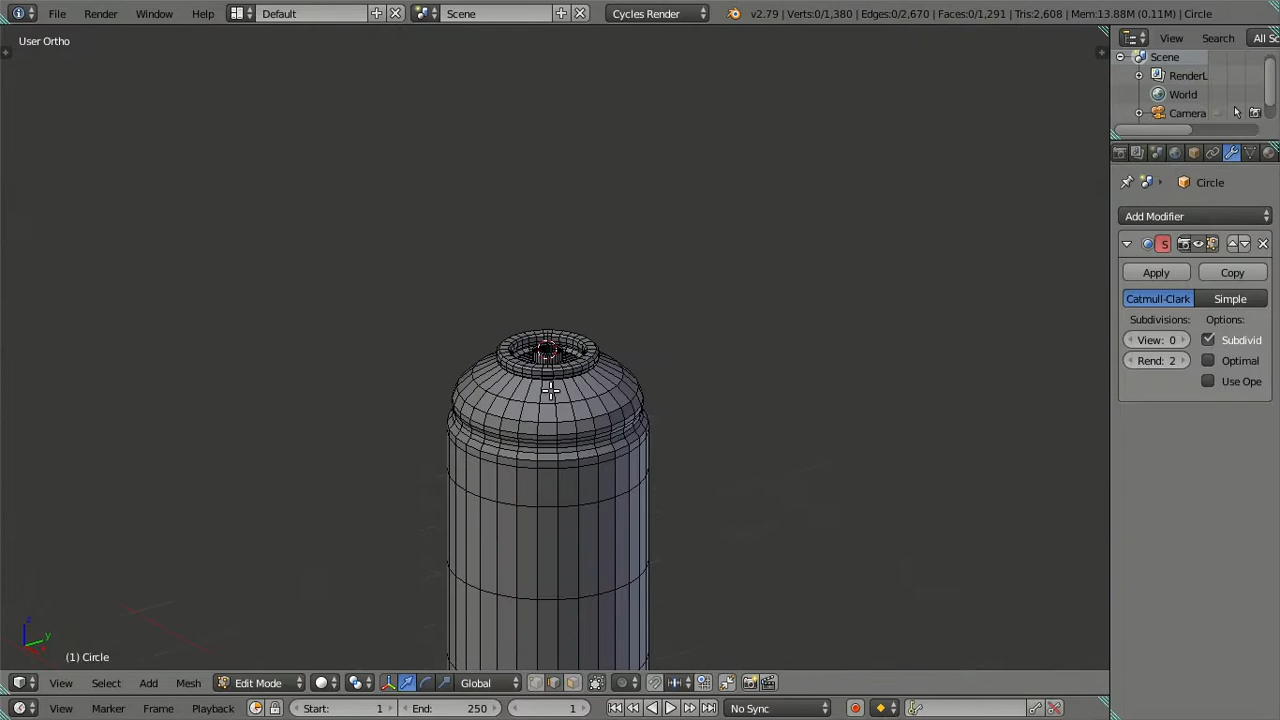 File Render Window Help Default Scene Cycles Render v2.79 | Verts:0/1,380 | Edges:0/2,670 | Faces:0/1,291 | Tris:2,608 | Mem:13.88M (0.11M) | Circle
User Ortho
View Search All Sc
Scene
RenderL
World
Camera
Circle
Add Modifier
S
Apply Copy
Catmull-Clark Simple
Subdivisions: Options:
View: 0 Subdivid
Rend: 2 Optimal
Use Ope
z
y
(1) Circle
View Select Add Mesh Edit Mode Global
View Marker Frame Playback Start: 1 End: 250 1 No Sync